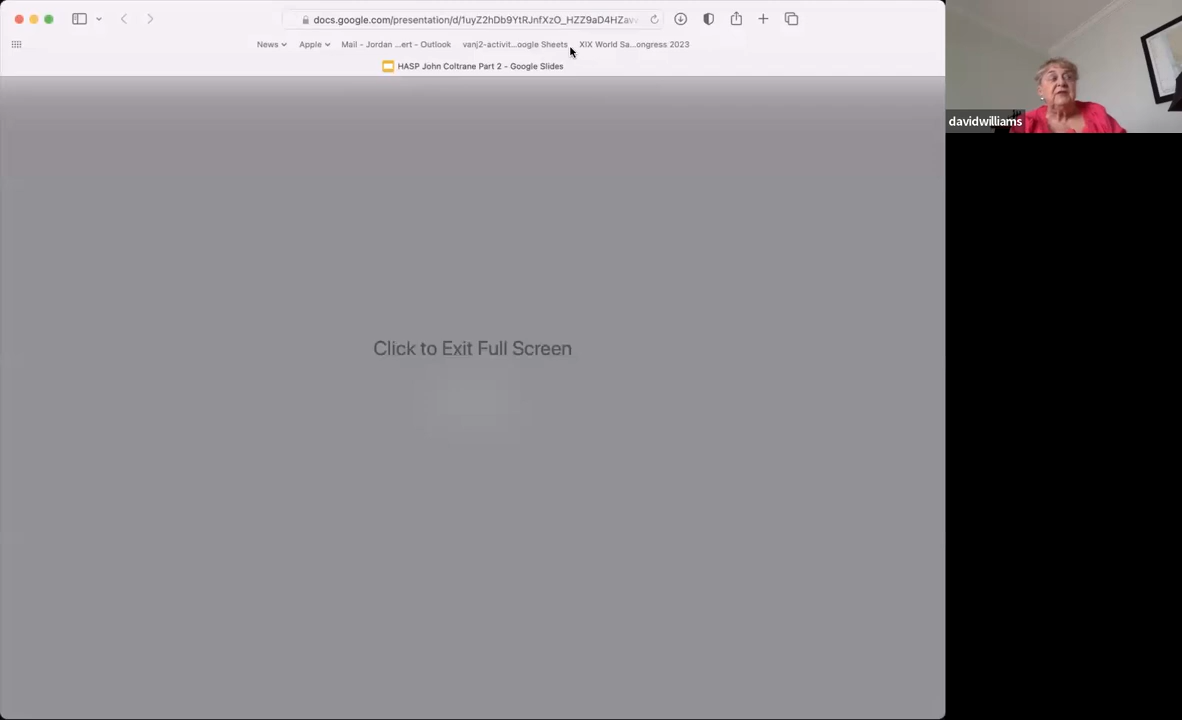 docs.google.com/presentation/d/1uyZ2hDb9YtRJnfXzO_HZZ9aD4HZav
News Apple Mail - Jordan ...ert - Outlook vanj2-activit...oogle Sheets XIX World Sa...ongress 2023
HASP John Coltrane Part 2 - Google Slides
davidwilliams
Click to Exit Full Screen